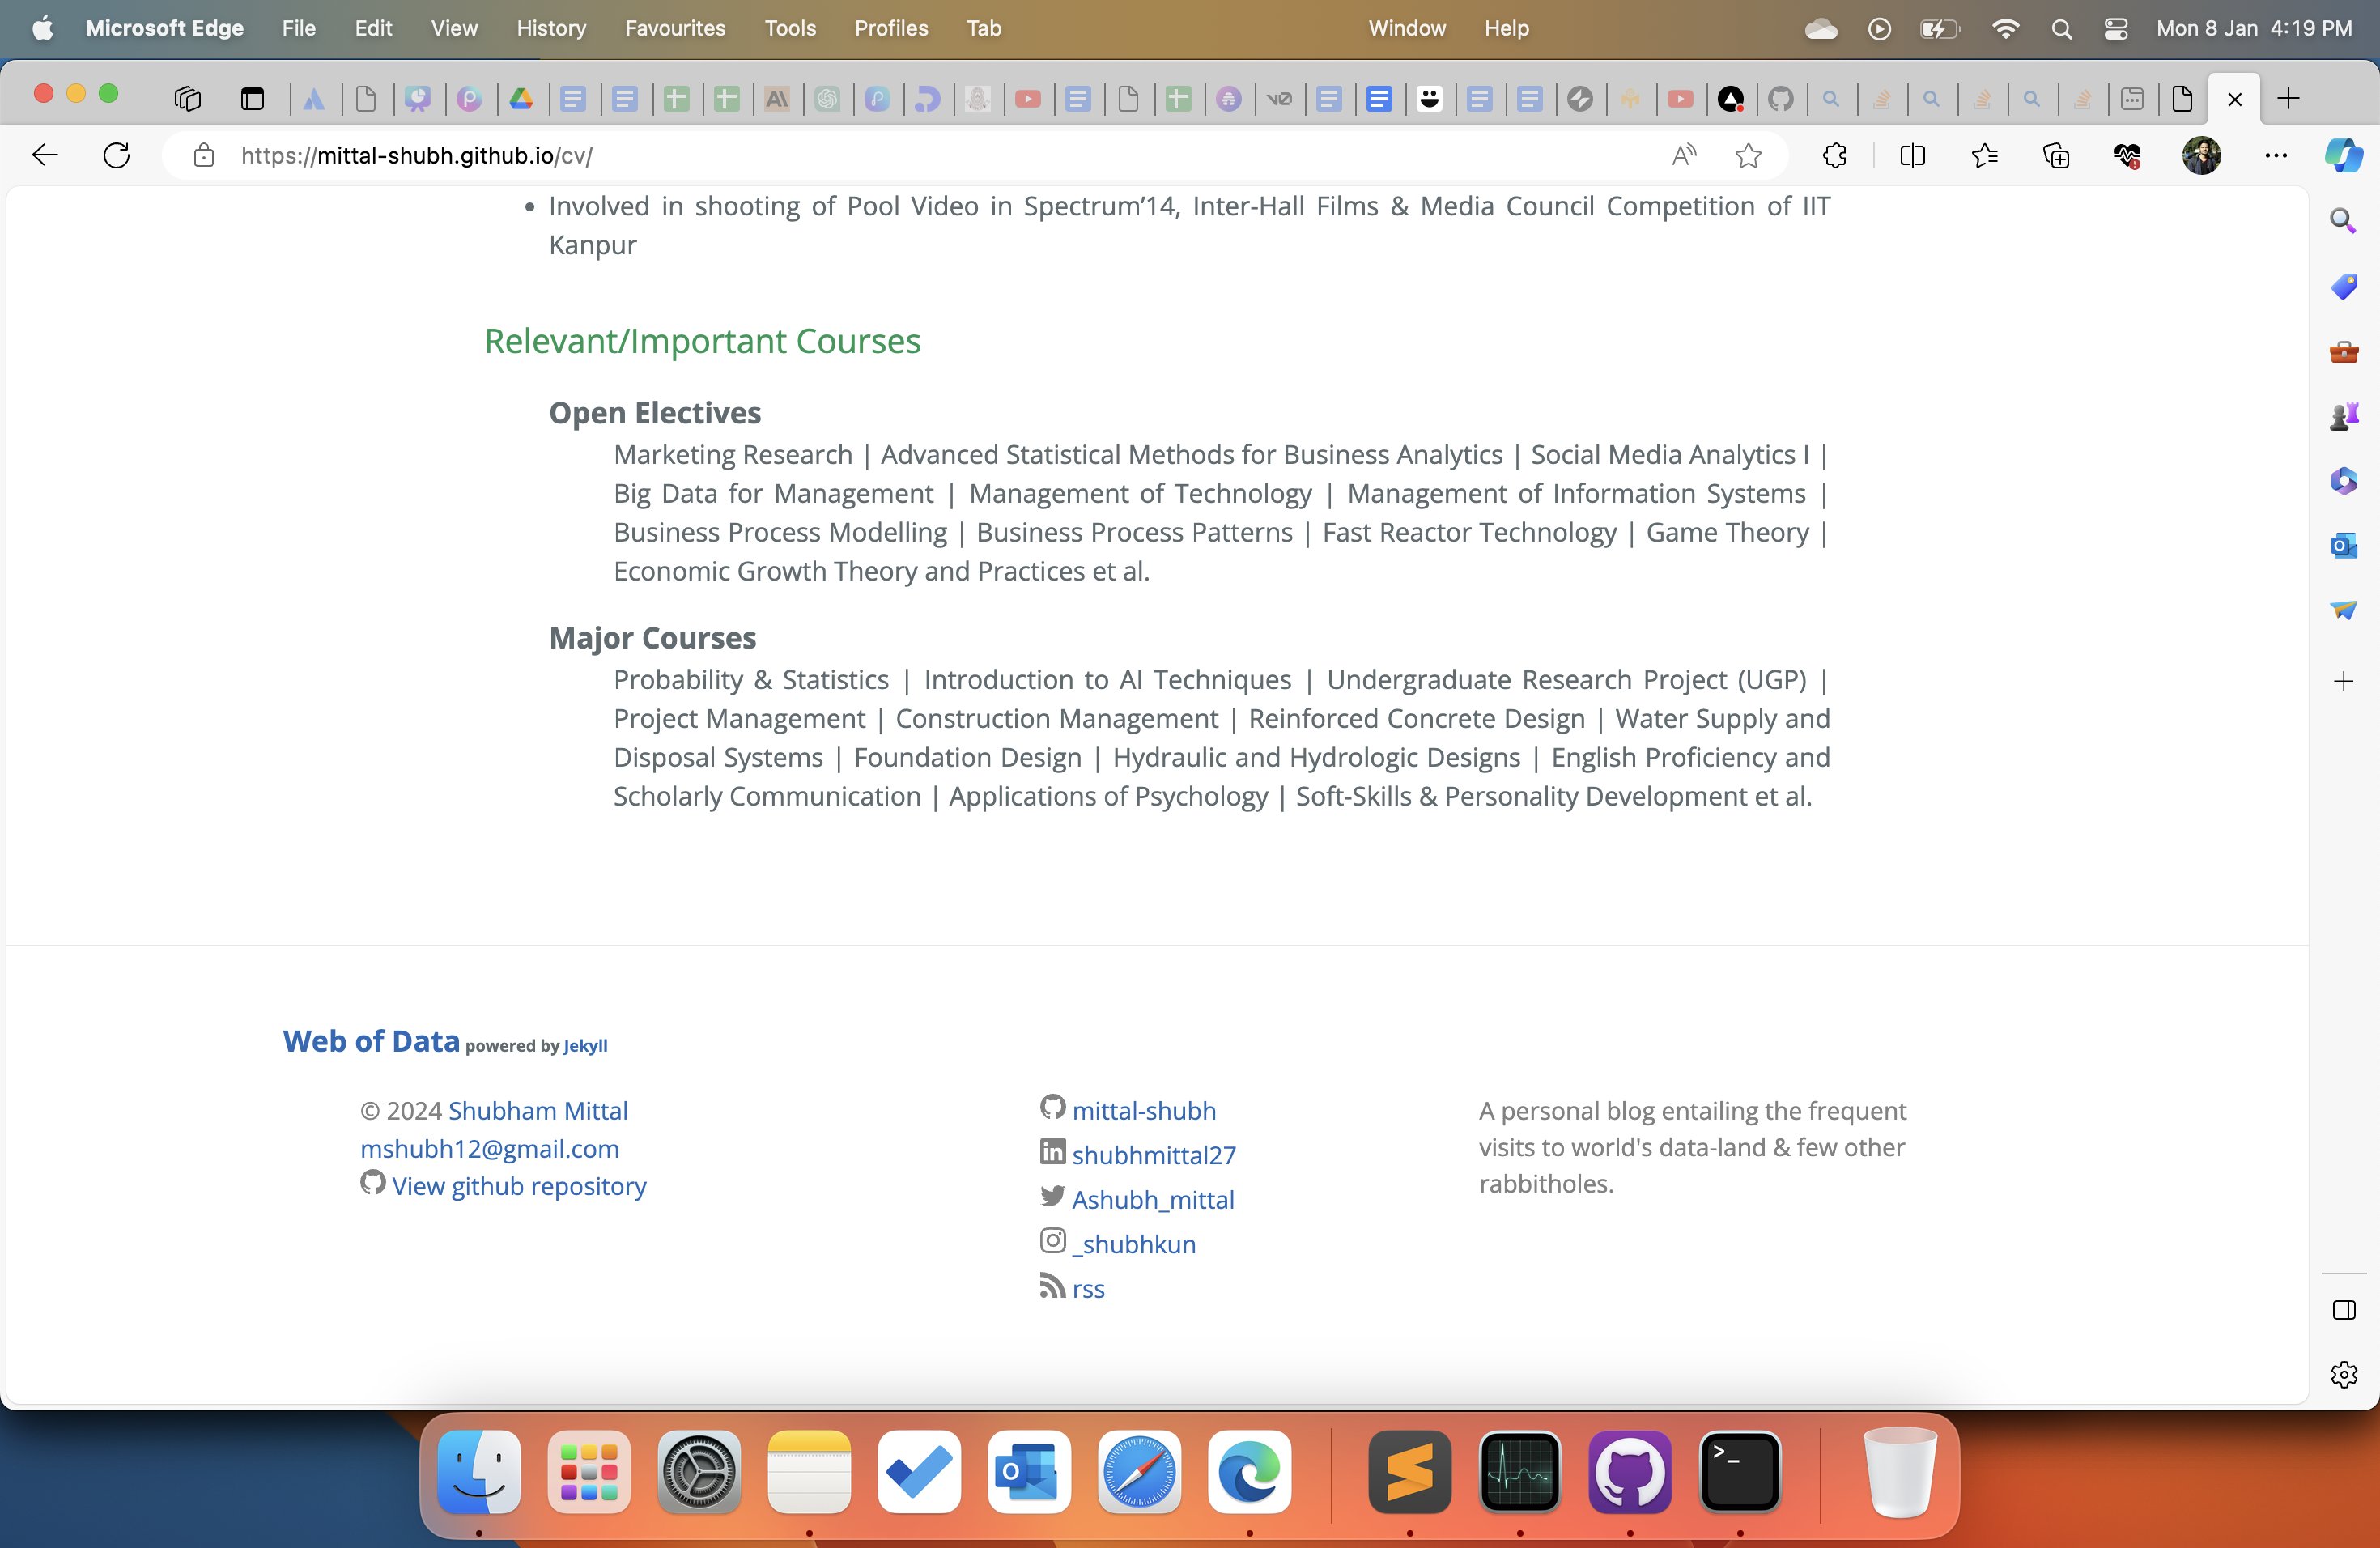 Microsoft Edge File Edit View History Favourites Tools Profiles Tab Window Help Mon 8 Jan 4:19 PM
https://mittal-shubh.github.io/cv/
Involved in shooting of Pool Video in Spectrum’14, Inter-Hall Films & Media Council Competition of IIT
Kanpur
Relevant/Important Courses
Open Electives
Marketing Research | Advanced Statistical Methods for Business Analytics | Social Media Analytics I |
Big Data for Management | Management of Technology | Management of Information Systems |
Business Process Modelling | Business Process Patterns | Fast Reactor Technology | Game Theory |
Economic Growth Theory and Practices et al.
Major Courses
Probability & Statistics | Introduction to AI Techniques | Undergraduate Research Project (UGP) |
Project Management | Construction Management | Reinforced Concrete Design | Water Supply and
Disposal Systems | Foundation Design | Hydraulic and Hydrologic Designs | English Proficiency and
Scholarly Communication | Applications of Psychology | Soft-Skills & Personality Development et al.
Web of Data powered by Jekyll
© 2024 Shubham Mittal
mshubh12@gmail.com
View github repository
mittal-shubh
shubhmittal27
Ashubh_mittal
_shubhkun
rss
A personal blog entailing the frequent
visits to world's data-land & few other
rabbitholes.